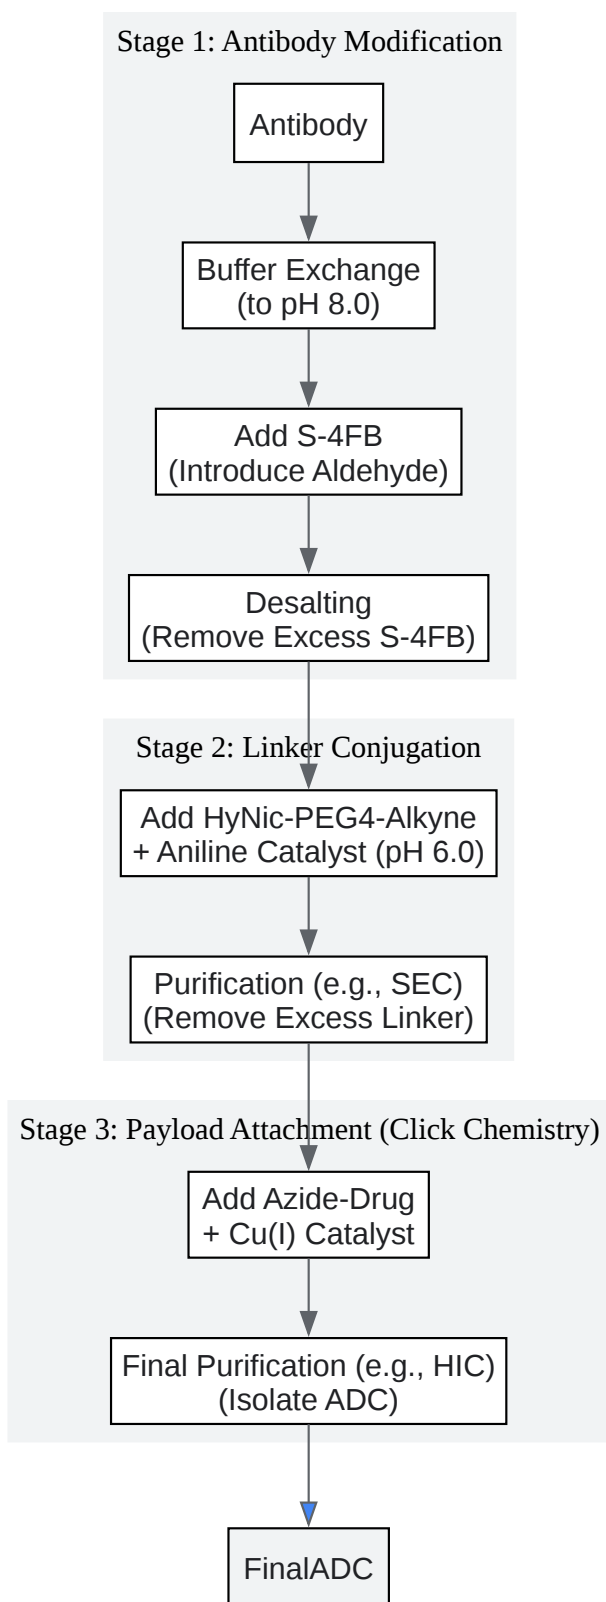 Stage 1: Antibody Modification
Antibody
Buffer Exchange
(to pH 8.0)
Add S-4FB
(Introduce Aldehyde)
Desalting
(Remove Excess S-4FB)
Stage 2: Linker Conjugation
Add HyNic-PEG4-Alkyne
+ Aniline Catalyst (pH 6.0)
Purification (e.g., SEC)
(Remove Excess Linker)
Stage 3: Payload Attachment (Click Chemistry)
Add Azide-Drug
+ Cu(I) Catalyst
Final Purification (e.g., HIC)
(Isolate ADC)
FinalADC